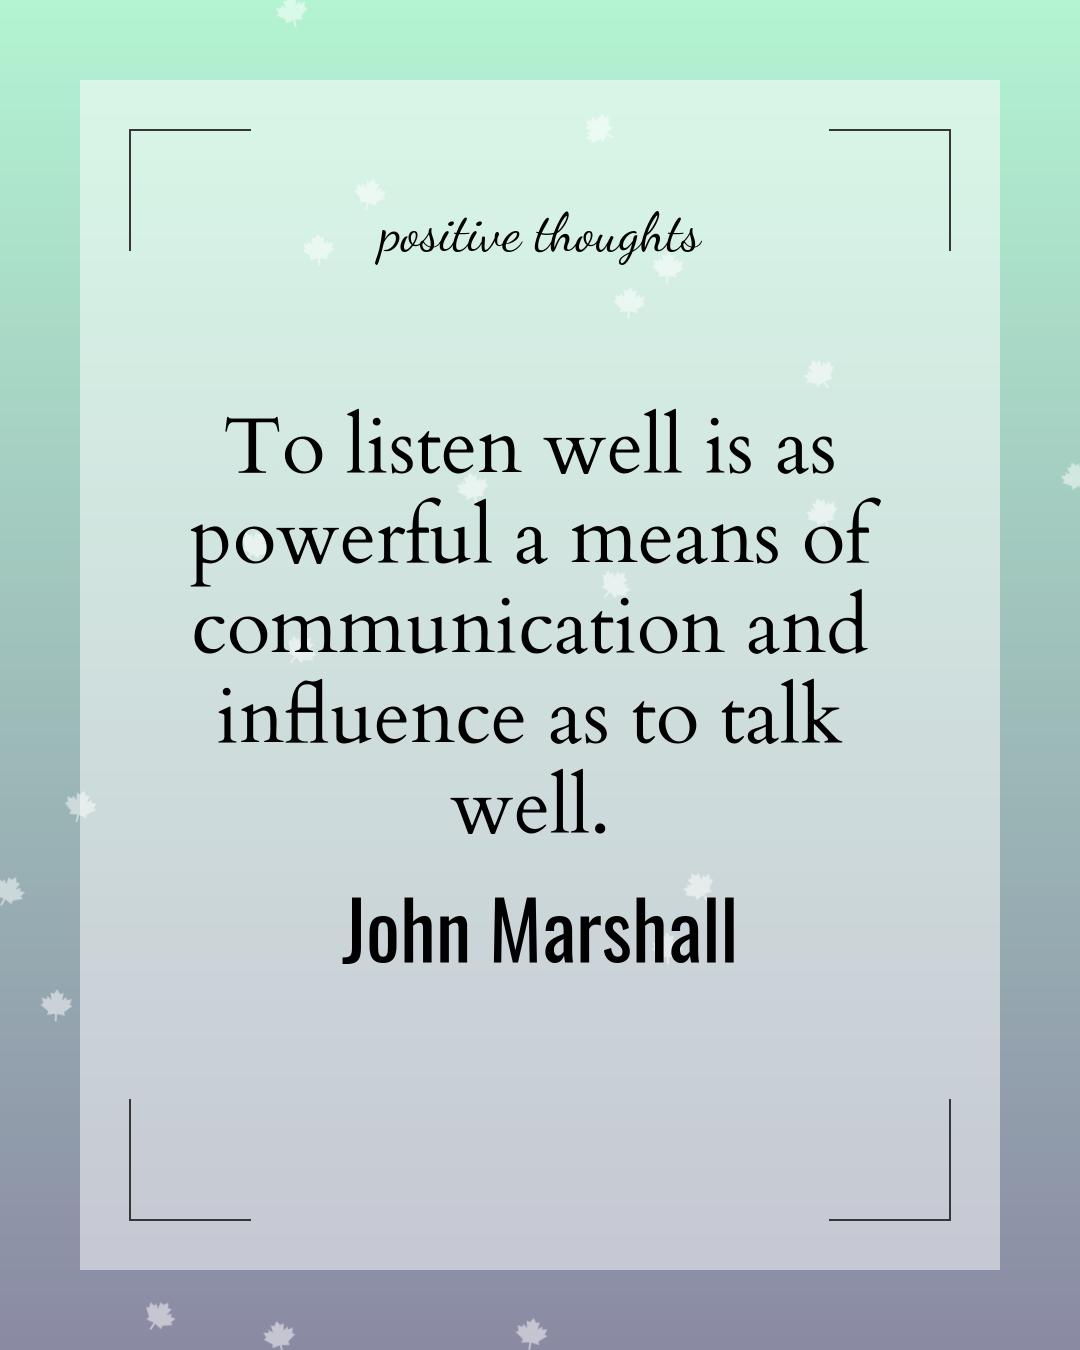 positive thoughts
To listen well is as
powerful a means of
communication and
influence as to talk
well.
John Marshall